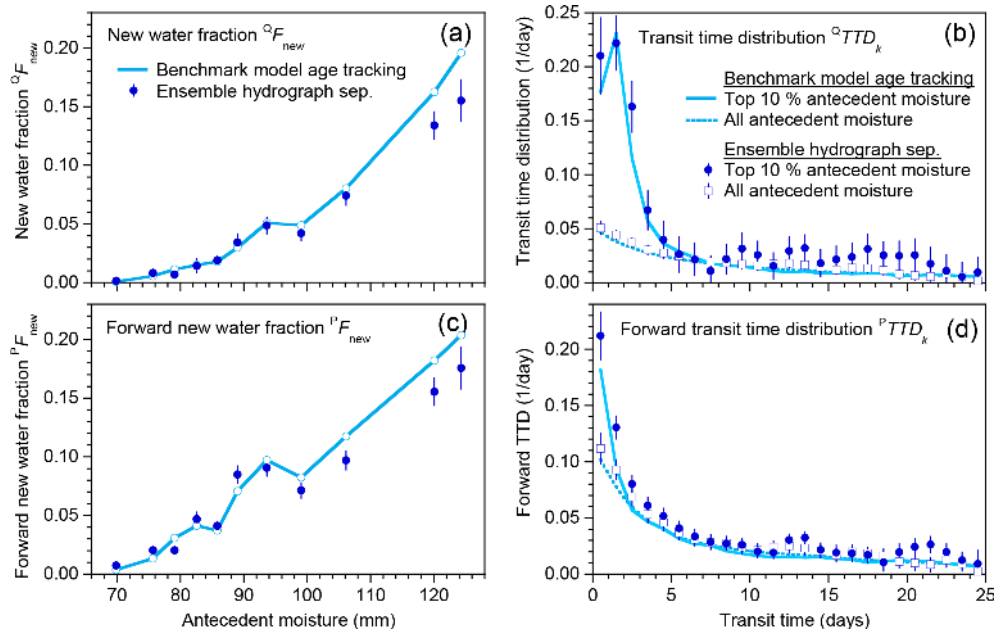 (a)
New water fraction QFnew
Benchmark model age tracking
Ensemble hydrograph sep.
New water fraction QFnew
0.20
0.15
0.10
0.05
0.00
(b)
Transit time distribution QTTDk
Benchmark model age tracking
Top 10 % antecedent moisture
All antecedent moisture
Ensemble hydrograph sep.
Top 10 % antecedent moisture
All antecedent moisture
Transit time distribution (1/day)
0.25
0.20
0.15
0.10
0.05
0.00
(c)
Forward new water fraction PFnew
Forward new water fraction PFnew
0.20
0.15
0.10
0.05
0.00
70 80 90 100 110 120
Antecedent moisture (mm)
(d)
Forward transit time distribution PTTDk
Forward TTD (1/day)
0.20
0.15
0.10
0.05
0.00
0 5 10 15 20 25
Transit time (days)